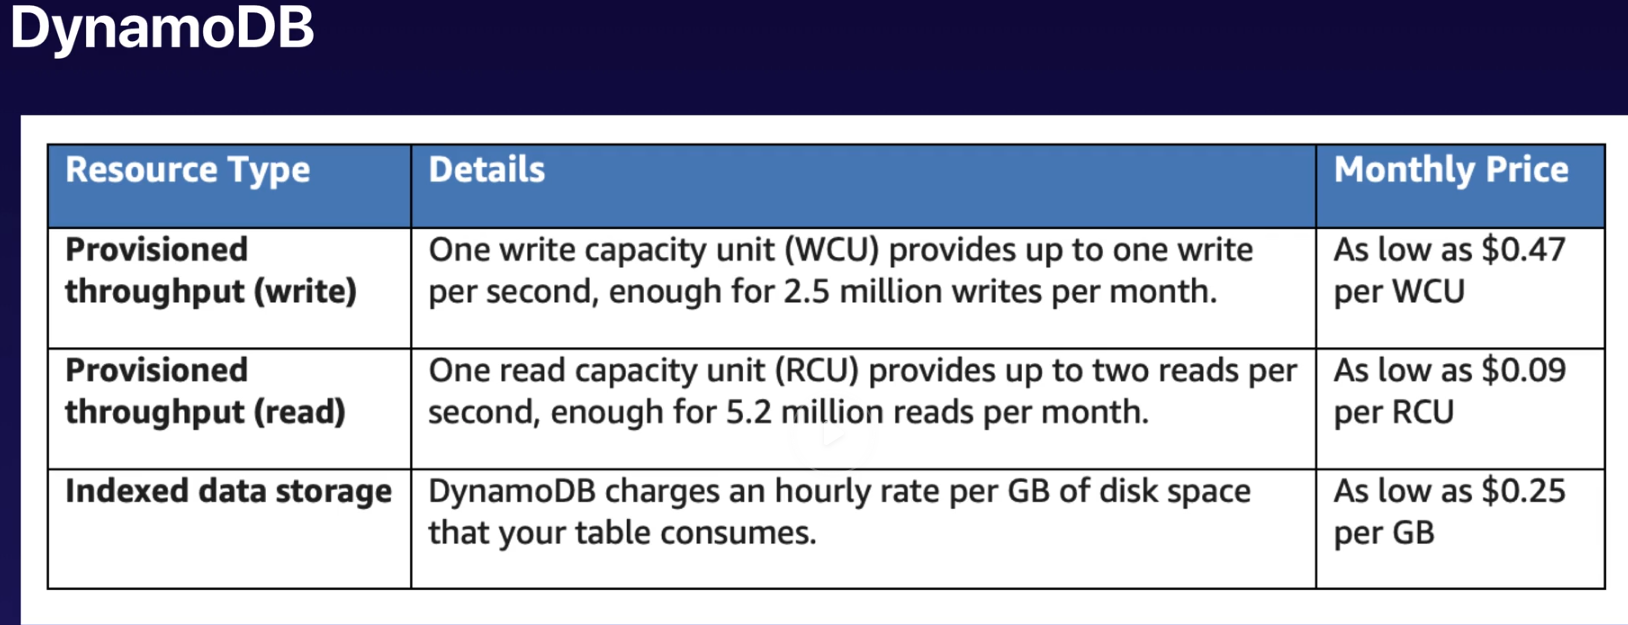 DynamoDB
Resource Type
Details
Monthly Price
Provisioned
throughput (write)
One write capacity unit (WCU) provides up to one write
per second, enough for 2.5 million writes per month.
As low as $0.47
per WCU
Provisioned
throughput (read)
One read capacity unit (RCU) provides up to two reads per
second, enough for 5.2 million reads per month.
As low as $0.09
per RCU
Indexed data storage
DynamoDB charges an hourly rate per GB of disk space
that your table consumes.
As low as $0.25
per GB